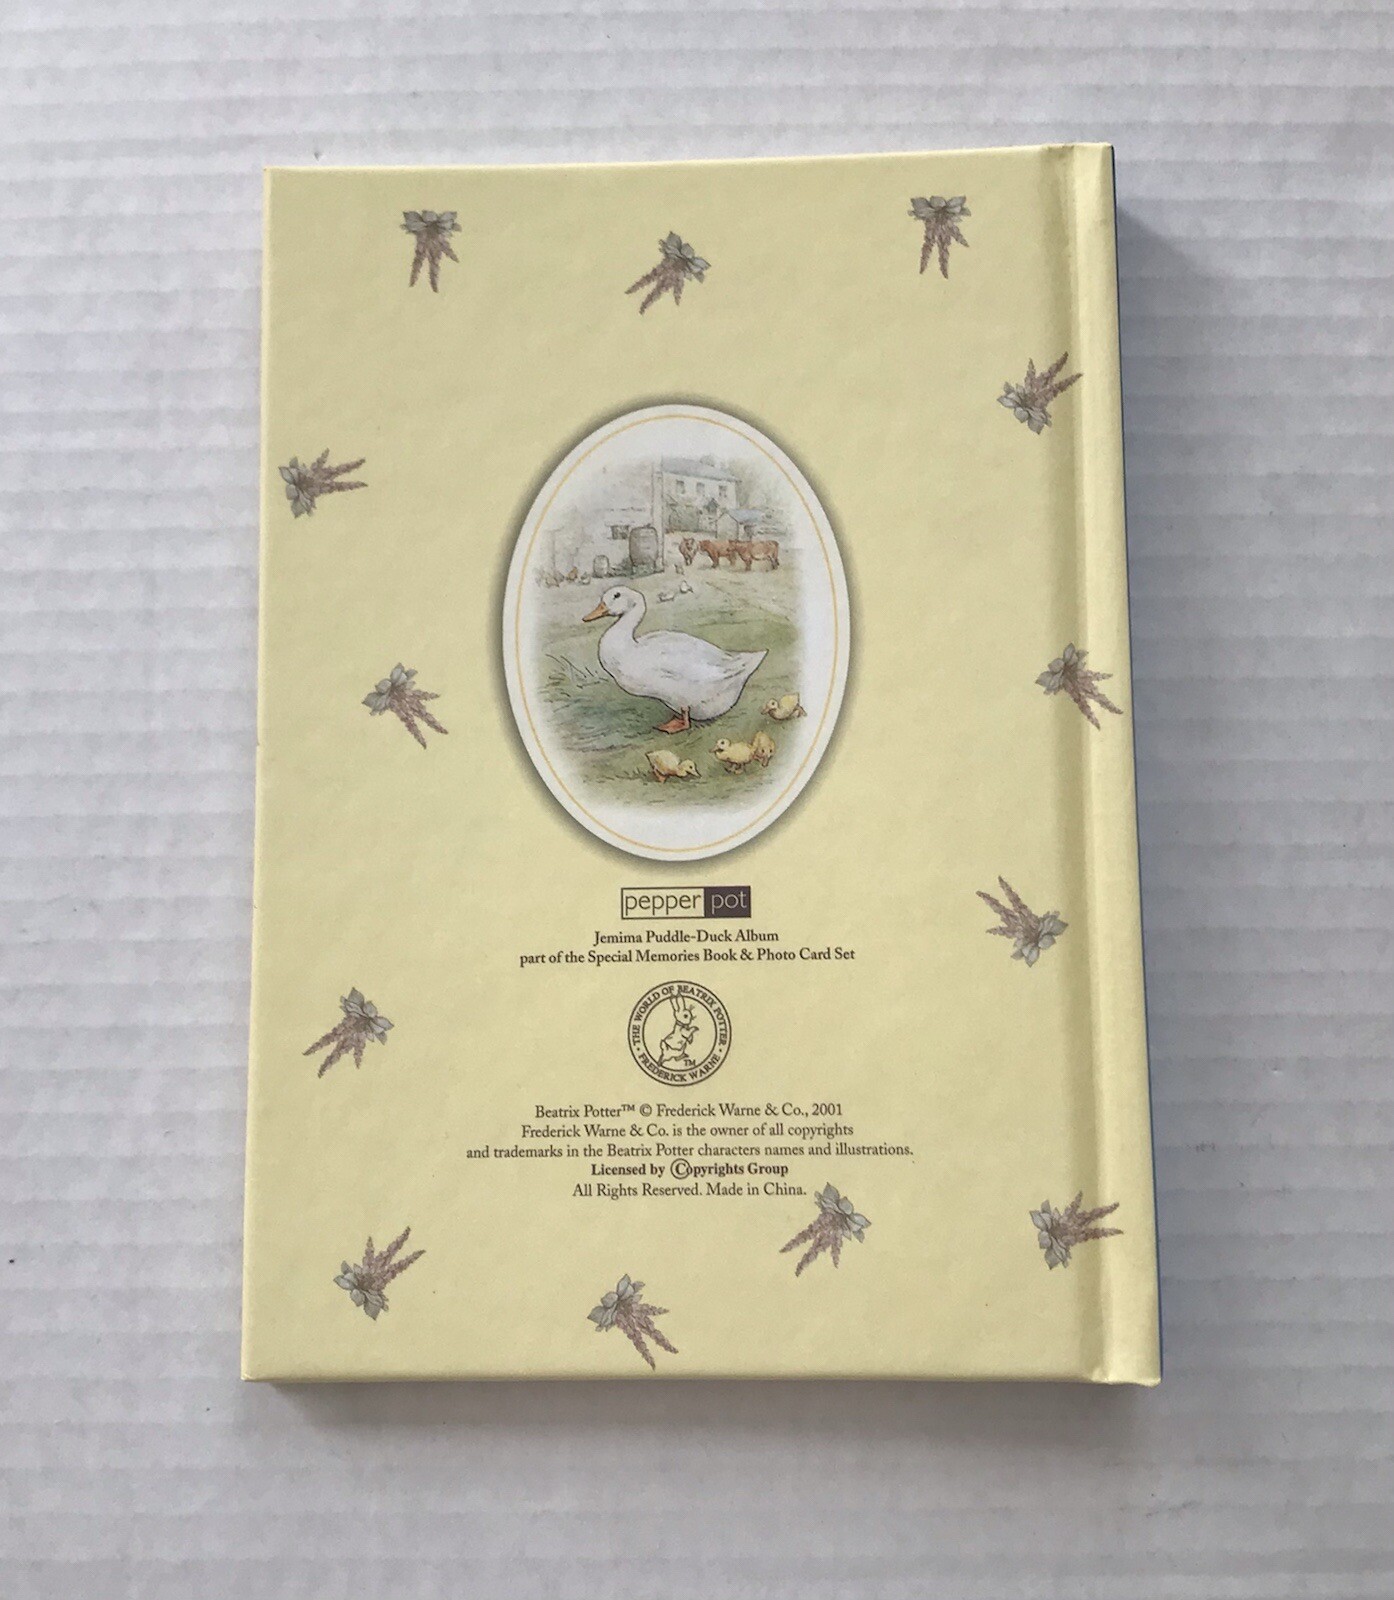 pepper pot
Jemima Puddle-Duck Album
part of the Special Memories Book & Photo Card Set
· THE WORLD OF BEATRIX POTTER ·
FREDERICK WARNE
TM
Beatrix Potter™ © Frederick Warne & Co., 2001
Frederick Warne & Co. is the owner of all copyrights
and trademarks in the Beatrix Potter characters names and illustrations.
Licensed by ©opyrights Group
All Rights Reserved. Made in China.